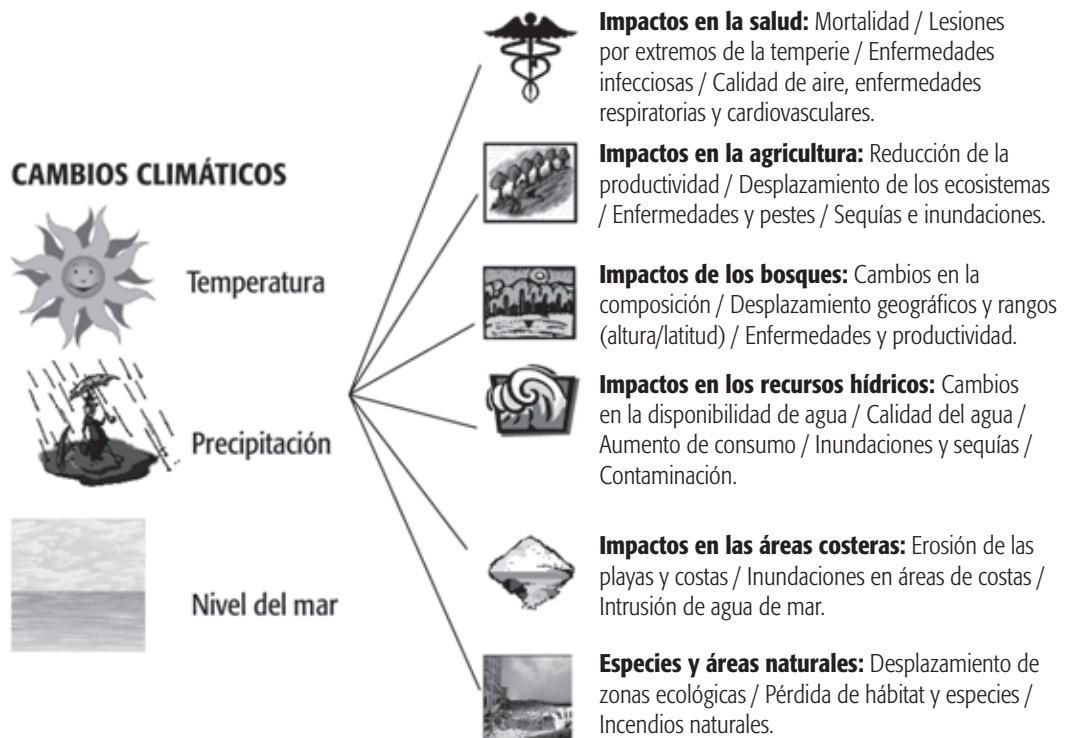 CAMBIOS CLIMÁTICOS
Temperatura
Precipitación
Nivel del mar
Impactos en la salud: Mortalidad / Lesiones
por extremos de la temperie / Enfermedades
infecciosas / Calidad de aire, enfermedades
respiratorias y cardiovasculares.
Impactos en la agricultura: Reducción de la
productividad / Desplazamiento de los ecosistemas
/ Enfermedades y pestes / Sequías e inundaciones.
Impactos de los bosques: Cambios en la
composición / Desplazamiento geográficos y rangos
(altura/latitud) / Enfermedades y productividad.
Impactos en los recursos hídricos: Cambios
en la disponibilidad de agua / Calidad del agua /
Aumento de consumo / Inundaciones y sequías /
Contaminación.
Impactos en las áreas costeras: Erosión de las
playas y costas / Inundaciones en áreas de costas /
Intrusión de agua de mar.
Especies y áreas naturales: Desplazamiento de
zonas ecológicas / Pérdida de hábitat y especies /
Incendios naturales.